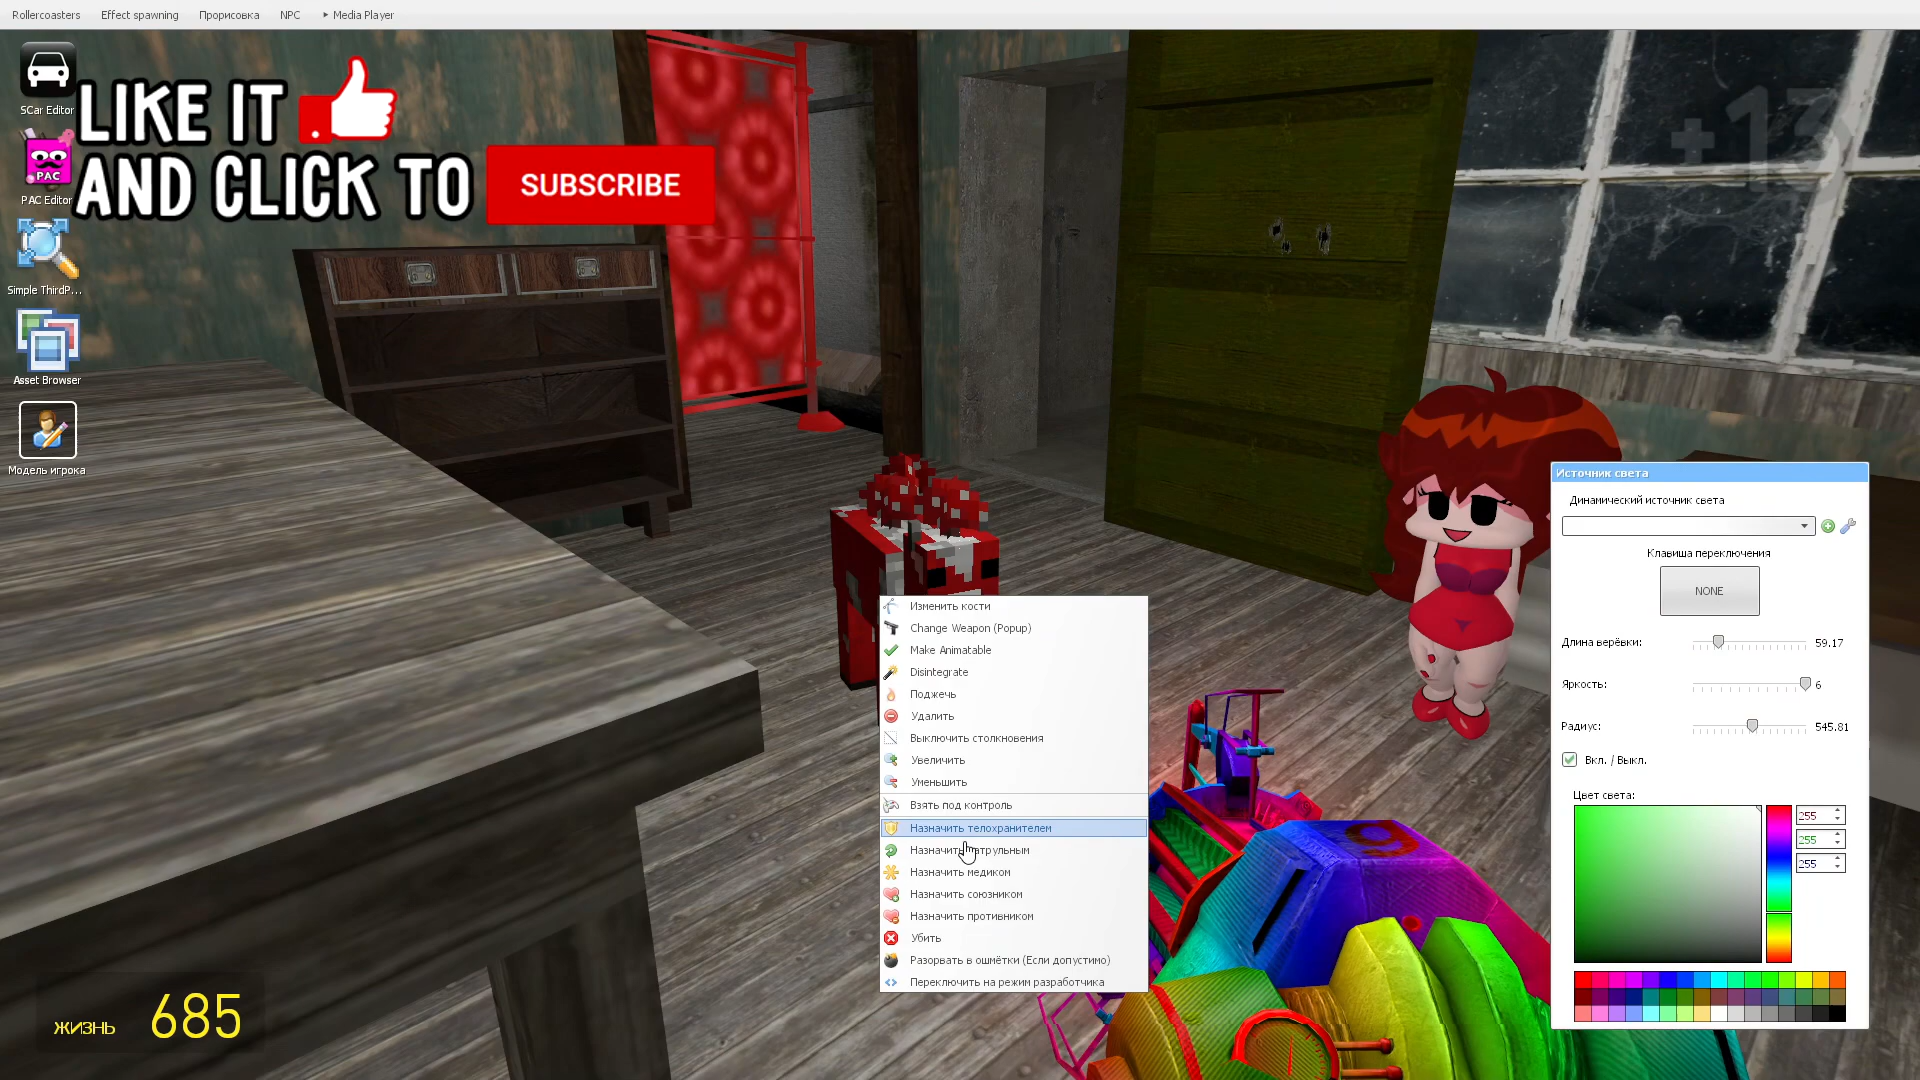 Rollercoasters Effect spawning Прорисовка NPC Media Player
SCar Editor
PAC
PAC Editor
Simple ThirdP...
Asset Browser
Модель игрока
LIKE IT
AND CLICK TO SUBSCRIBE
+13
Изменить кости
Change Weapon (Popup)
Make Animatable
Disintegrate
Поджечь
Удалить
Выключить столкновения
Увеличить
Уменьшить
Взять под контроль
Назначить телохранителем
Назначить атрульным
Назначить медиком
Назначить союзником
Назначить противником
Убить
Разорвать в ошмётки (Если допустимо)
Переключить на режим разработчика
Источник света
Динамический источник света
Клавиша переключения
NONE
Длина верёвки: 59.17
Яркость: 6
Радиус: 545.81
Вкл. / Выкл.
Цвет света:
255
255
255
ЖИЗНЬ 685